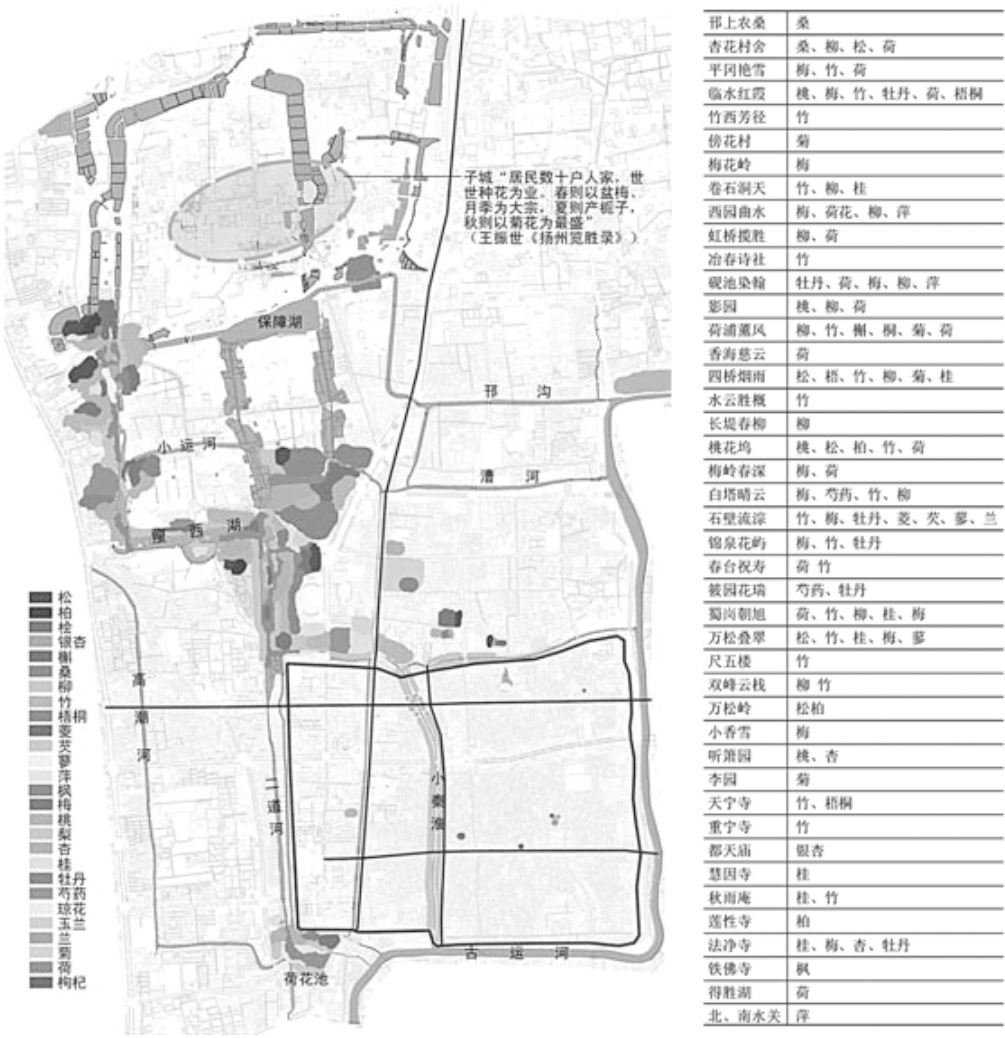 子城“居民数十户人家，世
世种花为业。春则以盆梅、
月季为大宗，夏则产栀子，
秋则以菊花为最盛”
（王振世《扬州览胜录》）
保障湖
邗沟
小运河
漕河
瘦西湖
高潮河
二道河
小秦淮
古运河
荷花池
松
柏
桧
银杏
槲
桑
柳
竹
梧桐
菱
芡
蓼
萍
枫
梅
桃
梨
杏
桂
牡丹
芍药
琼花
玉兰
兰
菊
荷
枸杞
邗上农桑 桑
杏花村舍 桑、柳、松、荷
平冈艳雪 梅、竹、荷
临水红霞 桃、梅、竹、牡丹、荷、梧桐
竹西芳径 竹
傍花村 菊
梅花岭 梅
卷石洞天 竹、柳、桂
西园曲水 梅、荷花、柳、萍
虹桥揽胜 柳、荷
冶春诗社 竹
砚池染翰 牡丹、荷、梅、柳、萍
影园 桃、柳、荷
荷浦薰风 柳、竹、槲、桐、菊、荷
香海慈云 荷
四桥烟雨 松、梧、竹、柳、菊、桂
水云胜概 竹
长堤春柳 柳
桃花坞 桃、松、柏、竹、荷
梅岭春深 梅、荷
白塔晴云 梅、芍药、竹、柳
石壁流淙 竹、梅、牡丹、菱、芡、蓼、兰
锦泉花屿 梅、竹、牡丹
春台祝寿 荷 竹
筱园花瑞 芍药、牡丹
蜀岗朝旭 荷、竹、柳、桂、梅
万松叠翠 松、竹、桂、梅、蓼
尺五楼 竹
双峰云栈 柳 竹
万松岭 松柏
小香雪 梅
听箫园 桃、杏
李园 菊
天宁寺 竹、梧桐
重宁寺 竹
都天庙 银杏
慧因寺 桂
秋雨庵 桂、竹
莲性寺 柏
法净寺 桂、梅、杏、牡丹
铁佛寺 枫
得胜湖 荷
北、南水关 萍